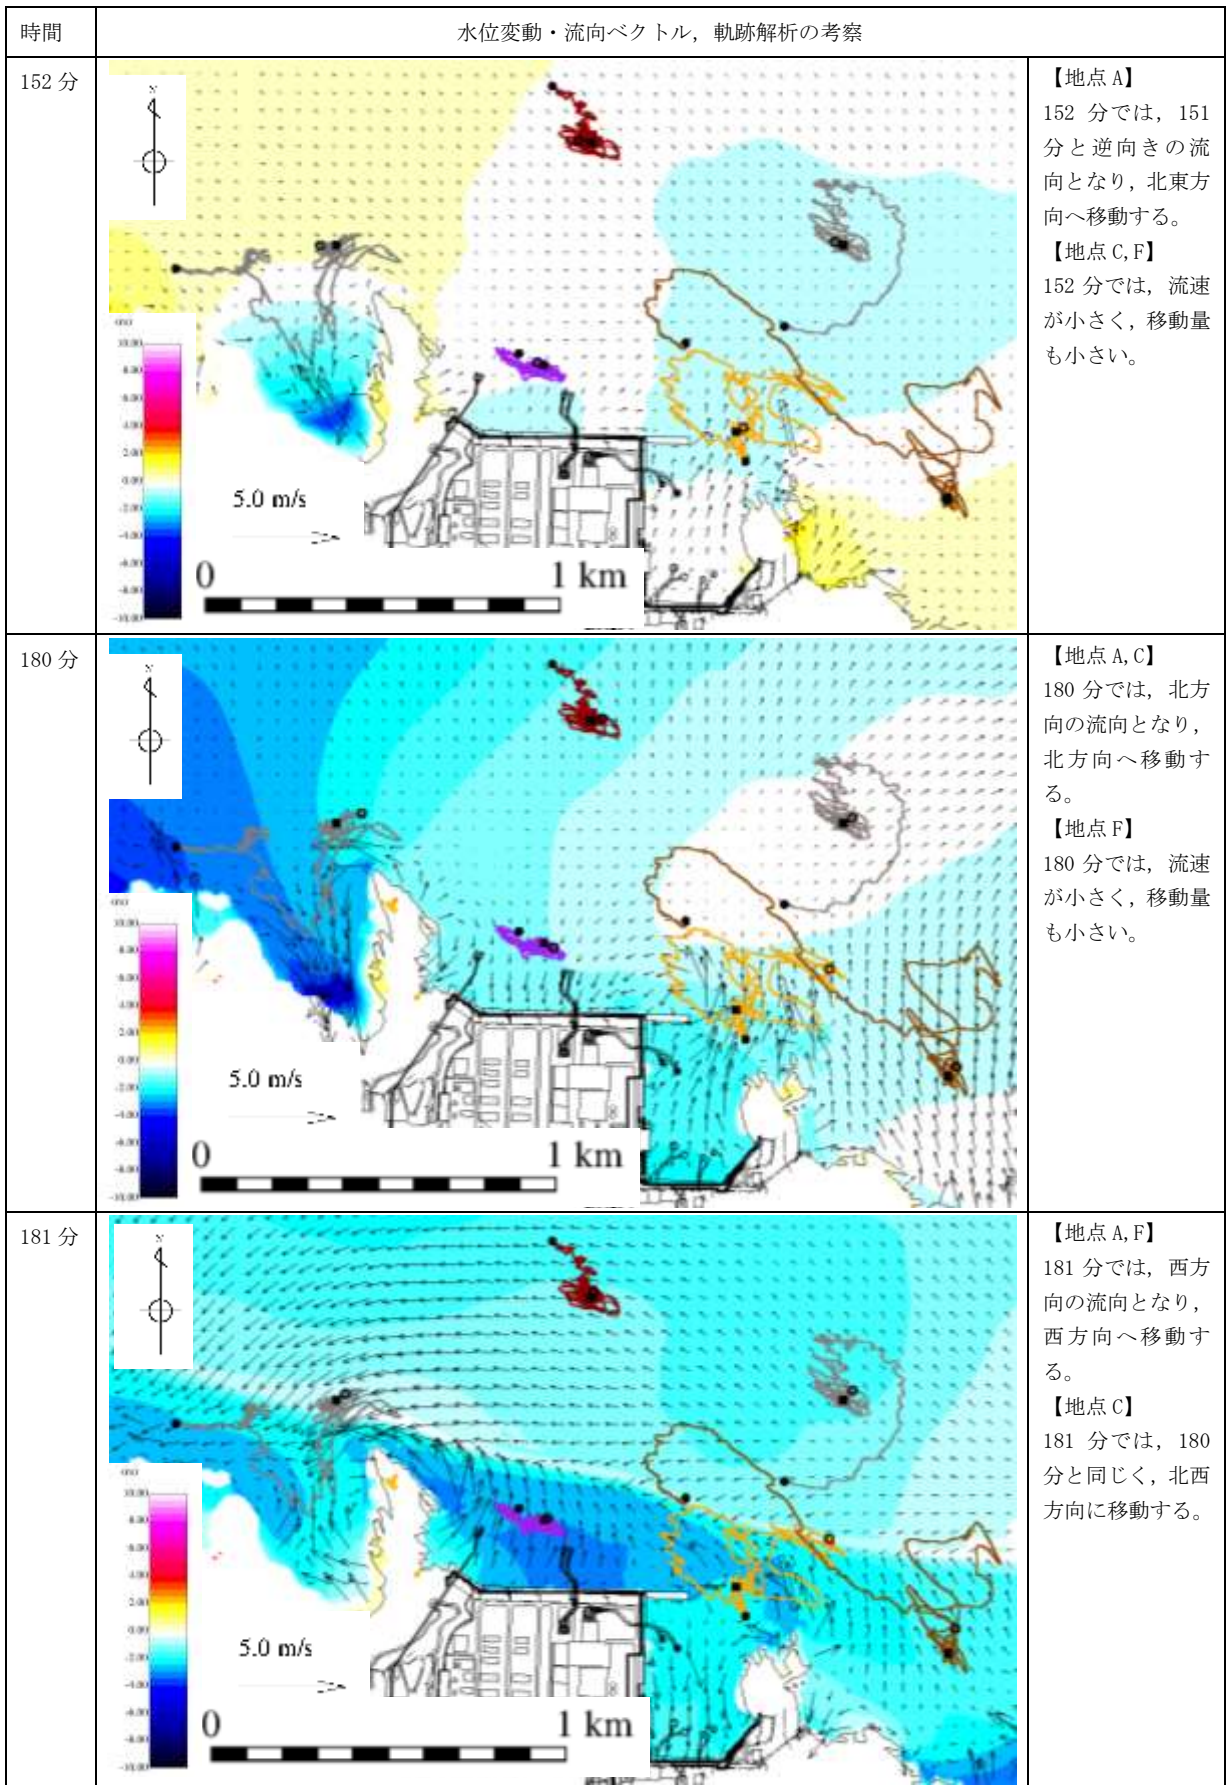 時間
水位変動・流向ベクトル，軌跡解析の考察
152 分
5.0 m/s
0
1 km
【地点 A】
152 分では，151
分と逆向きの流
向となり，北東方
向へ移動する。
【地点 C,F】
152 分では，流速
が小さく，移動量
も小さい。
180 分
5.0 m/s
0
1 km
【地点 A,C】
180 分では，北方
向の流向となり，
北方向へ移動す
る。
【地点 F】
180 分では，流速
が小さく，移動量
も小さい。
181 分
5.0 m/s
0
1 km
【地点 A,F】
181 分では，西方
向の流向となり，
西方向へ移動す
る。
【地点 C】
181 分では，180
分と同じく，北西
方向に移動する。